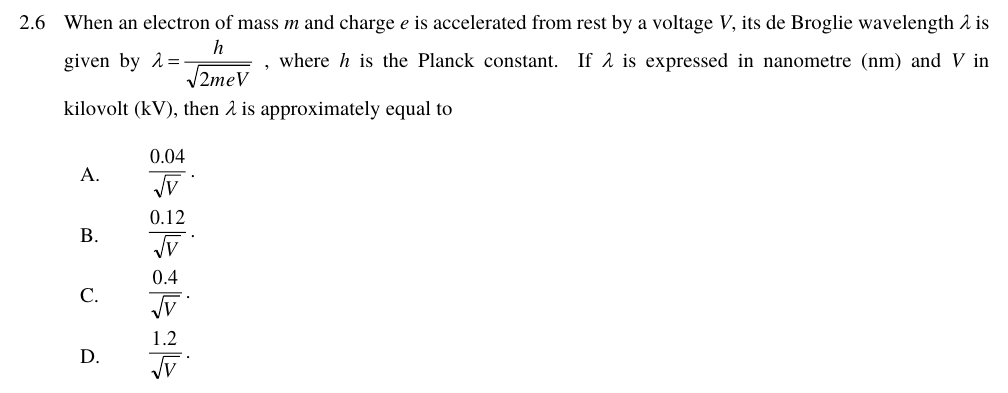 2.6 When an electron of mass m and charge e is accelerated from rest by a voltage V, its de Broglie wavelength λ is
given by λ = h/√(2meV) , where h is the Planck constant. If λ is expressed in nanometre (nm) and V in
kilovolt (kV), then λ is approximately equal to
A. 0.04/√V .
B. 0.12/√V .
C. 0.4/√V .
D. 1.2/√V .